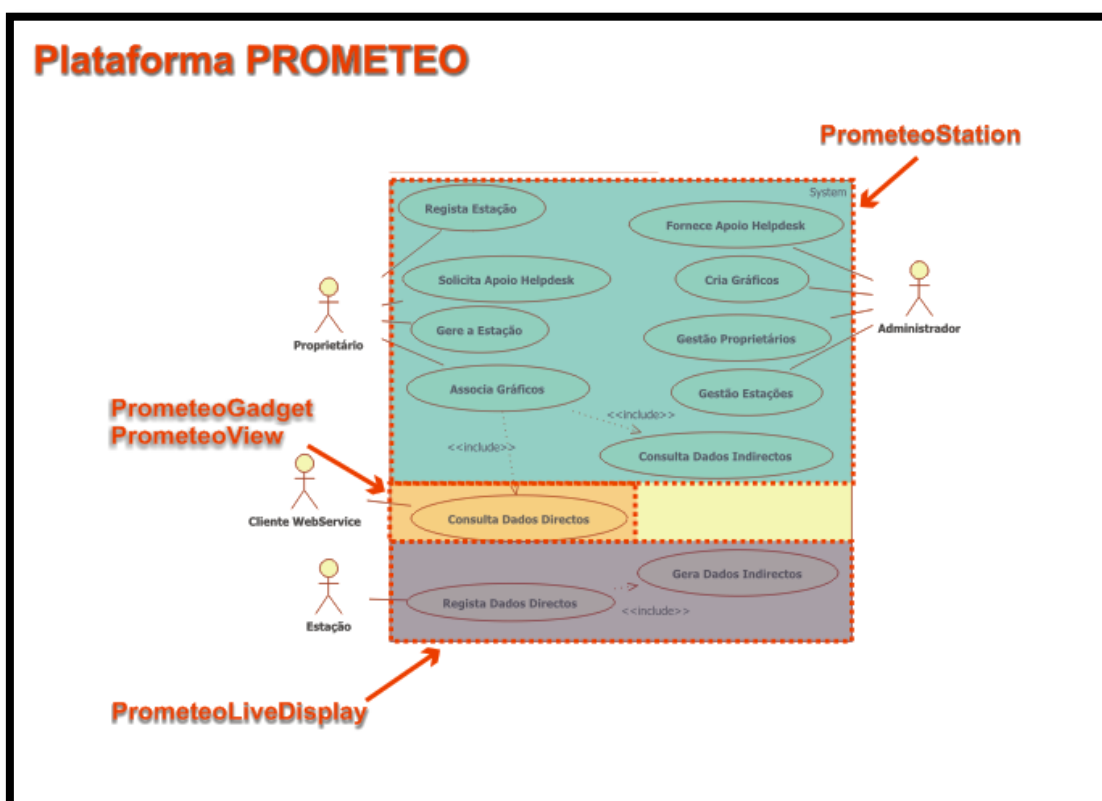 Plataforma PROMETEO
PrometeoStation
System
Regista Estação
Fornece Apoio Helpdesk
Solicita Apoio Helpdesk
Cria Gráficos
Proprietário
Gere a Estação
Gestão Proprietários
Administrador
Associa Gráficos
Gestão Estações
PrometeoGadget
PrometeoView
<<include>>
<<include>>
Consulta Dados Indirectos
Cliente WebService
Consulta Dados Directos
Gera Dados Indirectos
Estação
Regista Dados Directos
<<include>>
PrometeoLiveDisplay